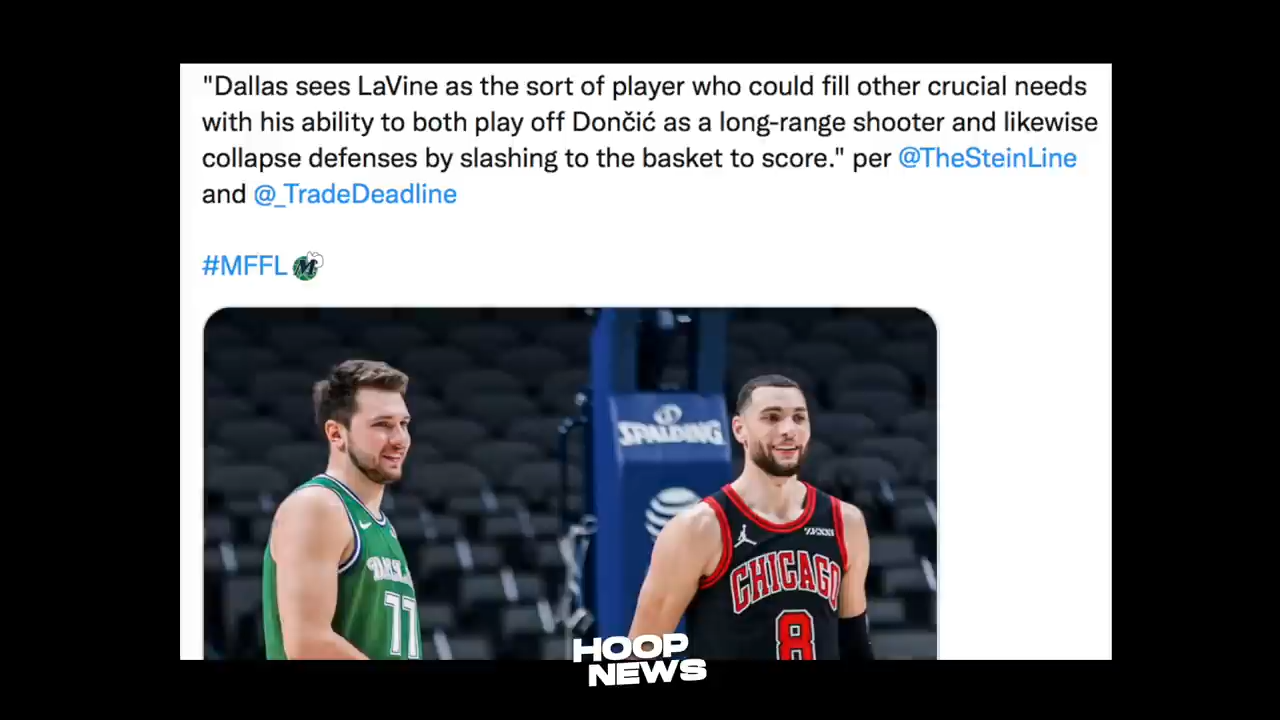 "Dallas sees LaVine as the sort of player who could fill other crucial needs
with his ability to both play off Dončić as a long-range shooter and likewise
collapse defenses by slashing to the basket to score." per @TheSteinLine
and @_TradeDeadline
#MFFL
M
SPALDING
AT&T
77
CHICAGO
8
HOOP
NEWS